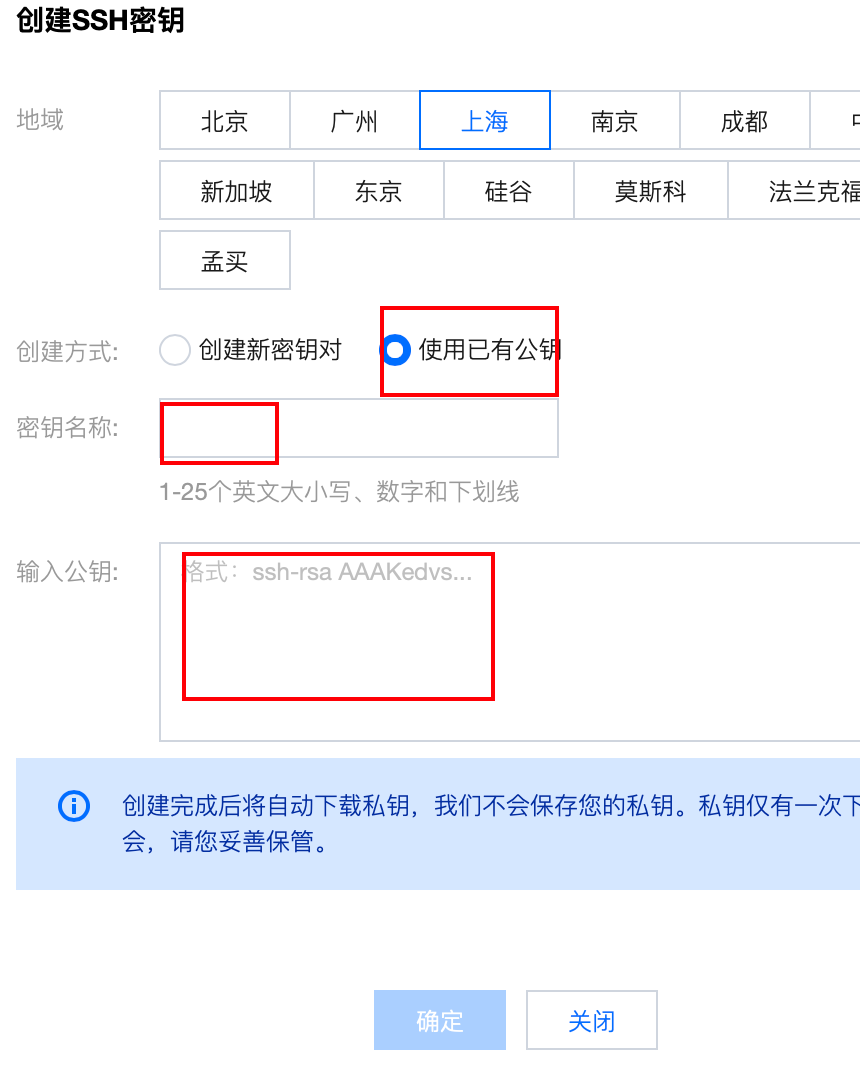 创建SSH密钥
地域
北京 广州 上海 南京 成都
新加坡 东京 硅谷 莫斯科 法兰克福
孟买
创建方式: 创建新密钥对 使用已有公钥
密钥名称:
1-25个英文大小写、数字和下划线
输入公钥: 格式：ssh-rsa AAAKedvs...
创建完成后将自动下载私钥，我们不会保存您的私钥。私钥仅有一次下
会，请您妥善保管。
确定 关闭